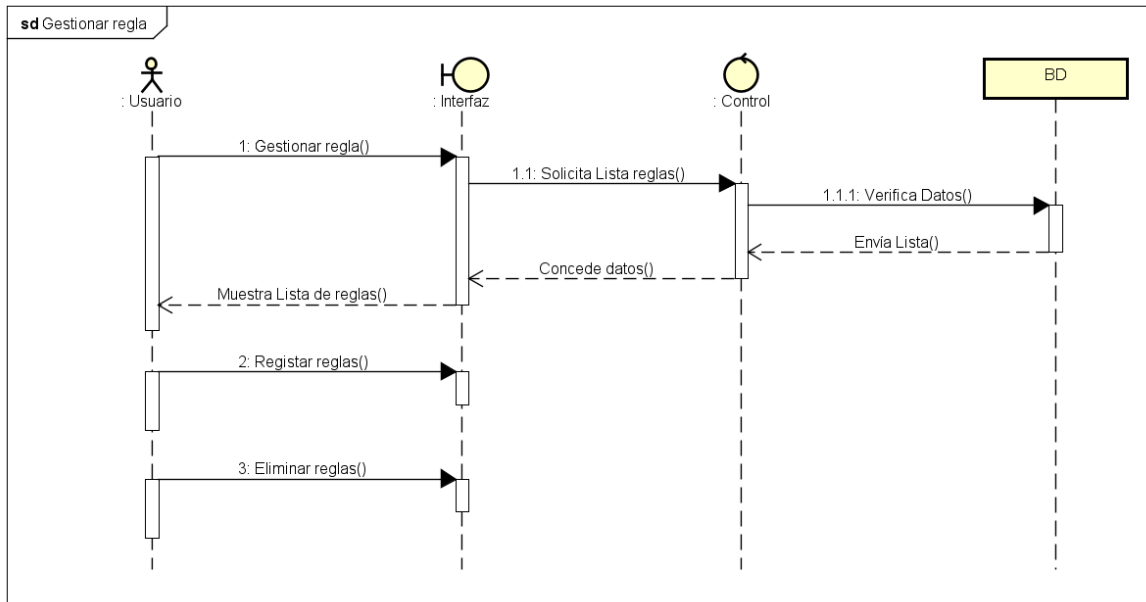 sd Gestionar regla
: Usuario
: Interfaz
: Control
BD
1: Gestionar regla()
1.1: Solicita Lista reglas()
1.1.1: Verifica Datos()
Envía Lista()
Concede datos()
Muestra Lista de reglas()
2: Registar reglas()
3: Eliminar reglas()